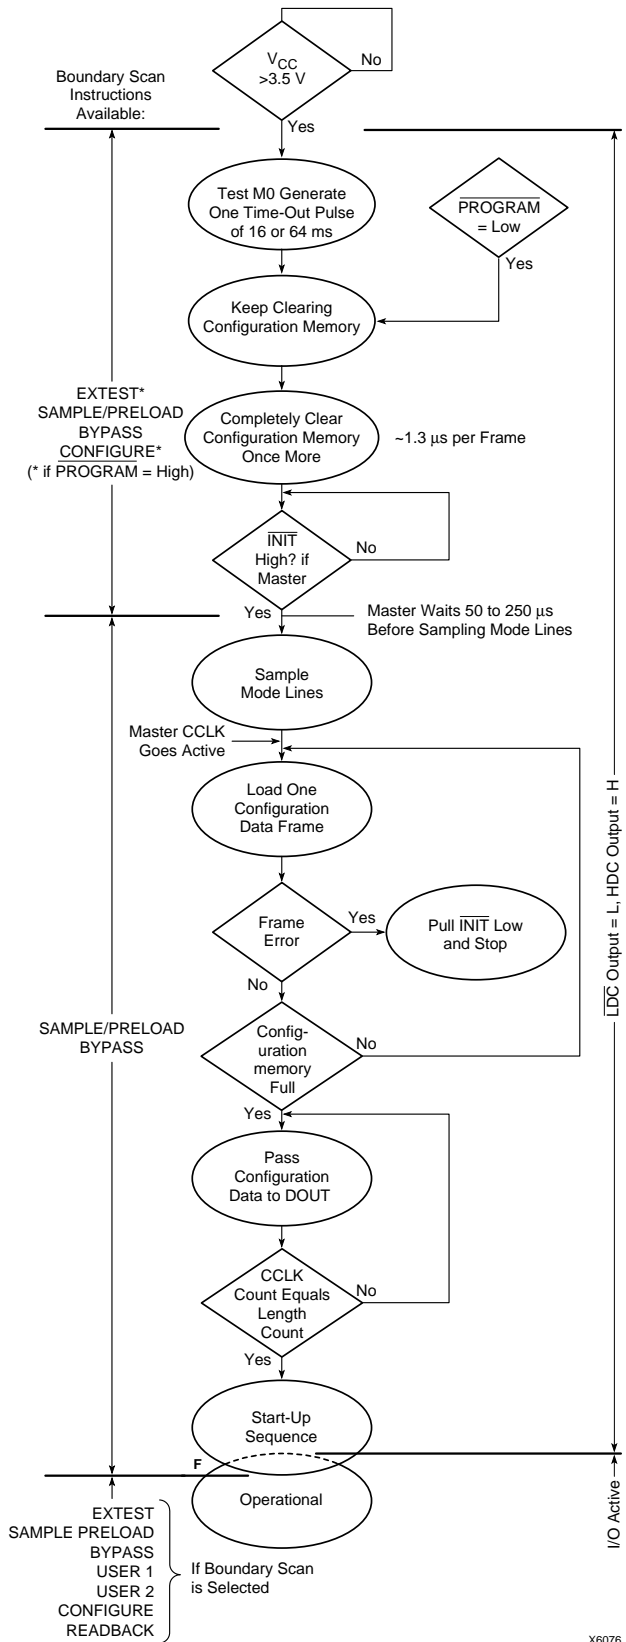 V_CC
>3.5 V
No
Boundary Scan
Instructions
Available:
Yes
Test M0 Generate
One Time-Out Pulse
of 16 or 64 ms
PROGRAM
= Low
Yes
Keep Clearing
Configuration Memory
EXTEST*
SAMPLE/PRELOAD
BYPASS
CONFIGURE*
(* if PROGRAM = High)
Completely Clear
Configuration Memory
Once More
~1.3 µs per Frame
INIT
High? if
Master
No
Yes
Master Waits 50 to 250 µs
Before Sampling Mode Lines
Sample
Mode Lines
Master CCLK
Goes Active
Load One
Configuration
Data Frame
LDC Output = L, HDC Output = H
Frame
Error
Yes
Pull INIT Low
and Stop
No
SAMPLE/PRELOAD
BYPASS
Config-
uration
memory
Full
No
Yes
Pass
Configuration
Data to DOUT
CCLK
Count Equals
Length
Count
No
Yes
Start-Up
Sequence
F
Operational
I/O Active
EXTEST
SAMPLE PRELOAD
BYPASS
USER 1
USER 2
CONFIGURE
READBACK
If Boundary Scan
is Selected
X6076